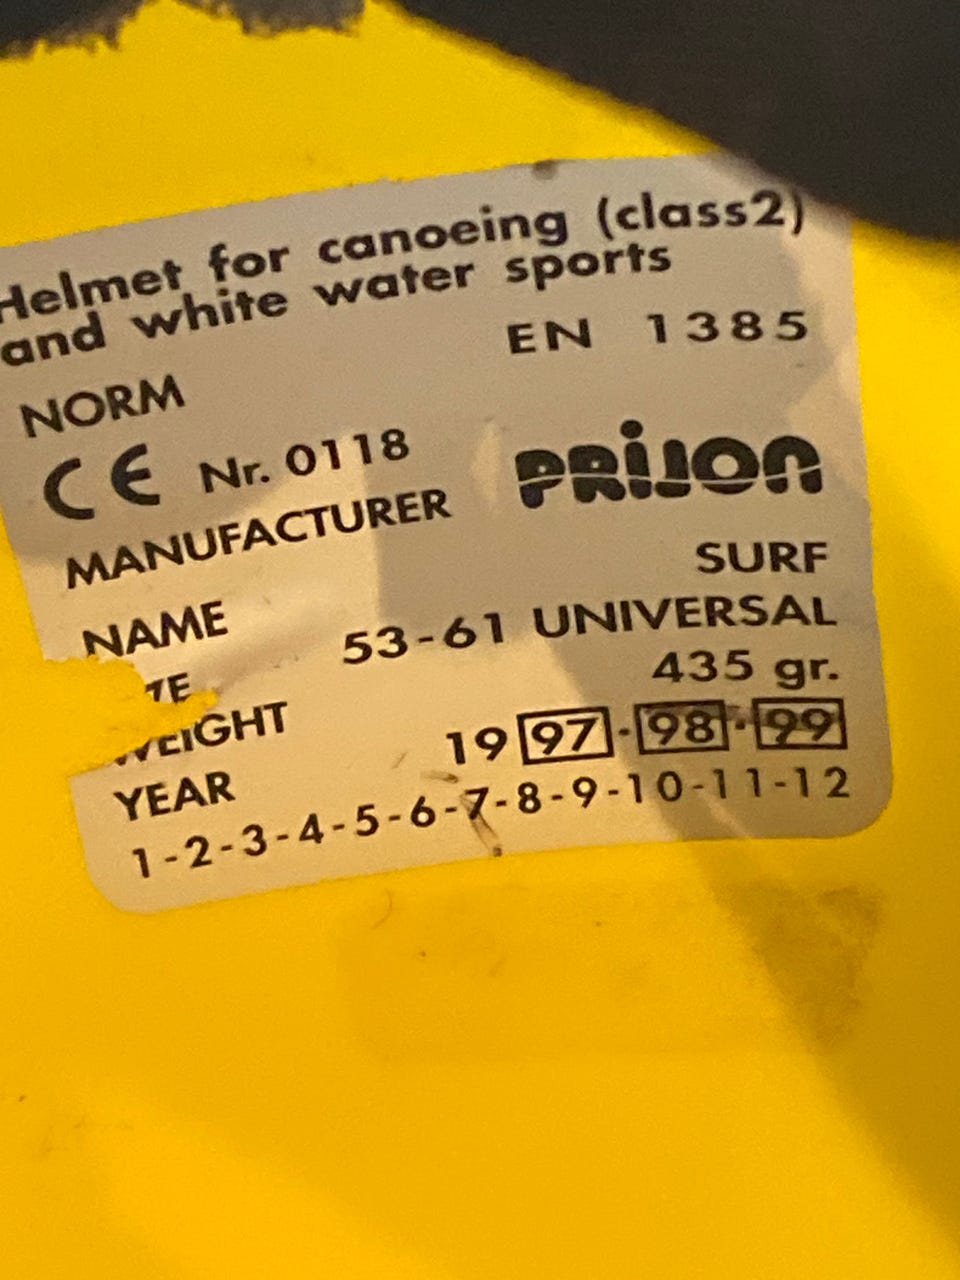 Helmet for canoeing (class2)
and white water sports
NORM EN 1385
CE Nr. 0118
MANUFACTURER PRIJON
NAME SURF
53-61 UNIVERSAL
WEIGHT 435 gr.
YEAR 19 97-98-99
1-2-3-4-5-6-7-8-9-10-11-12